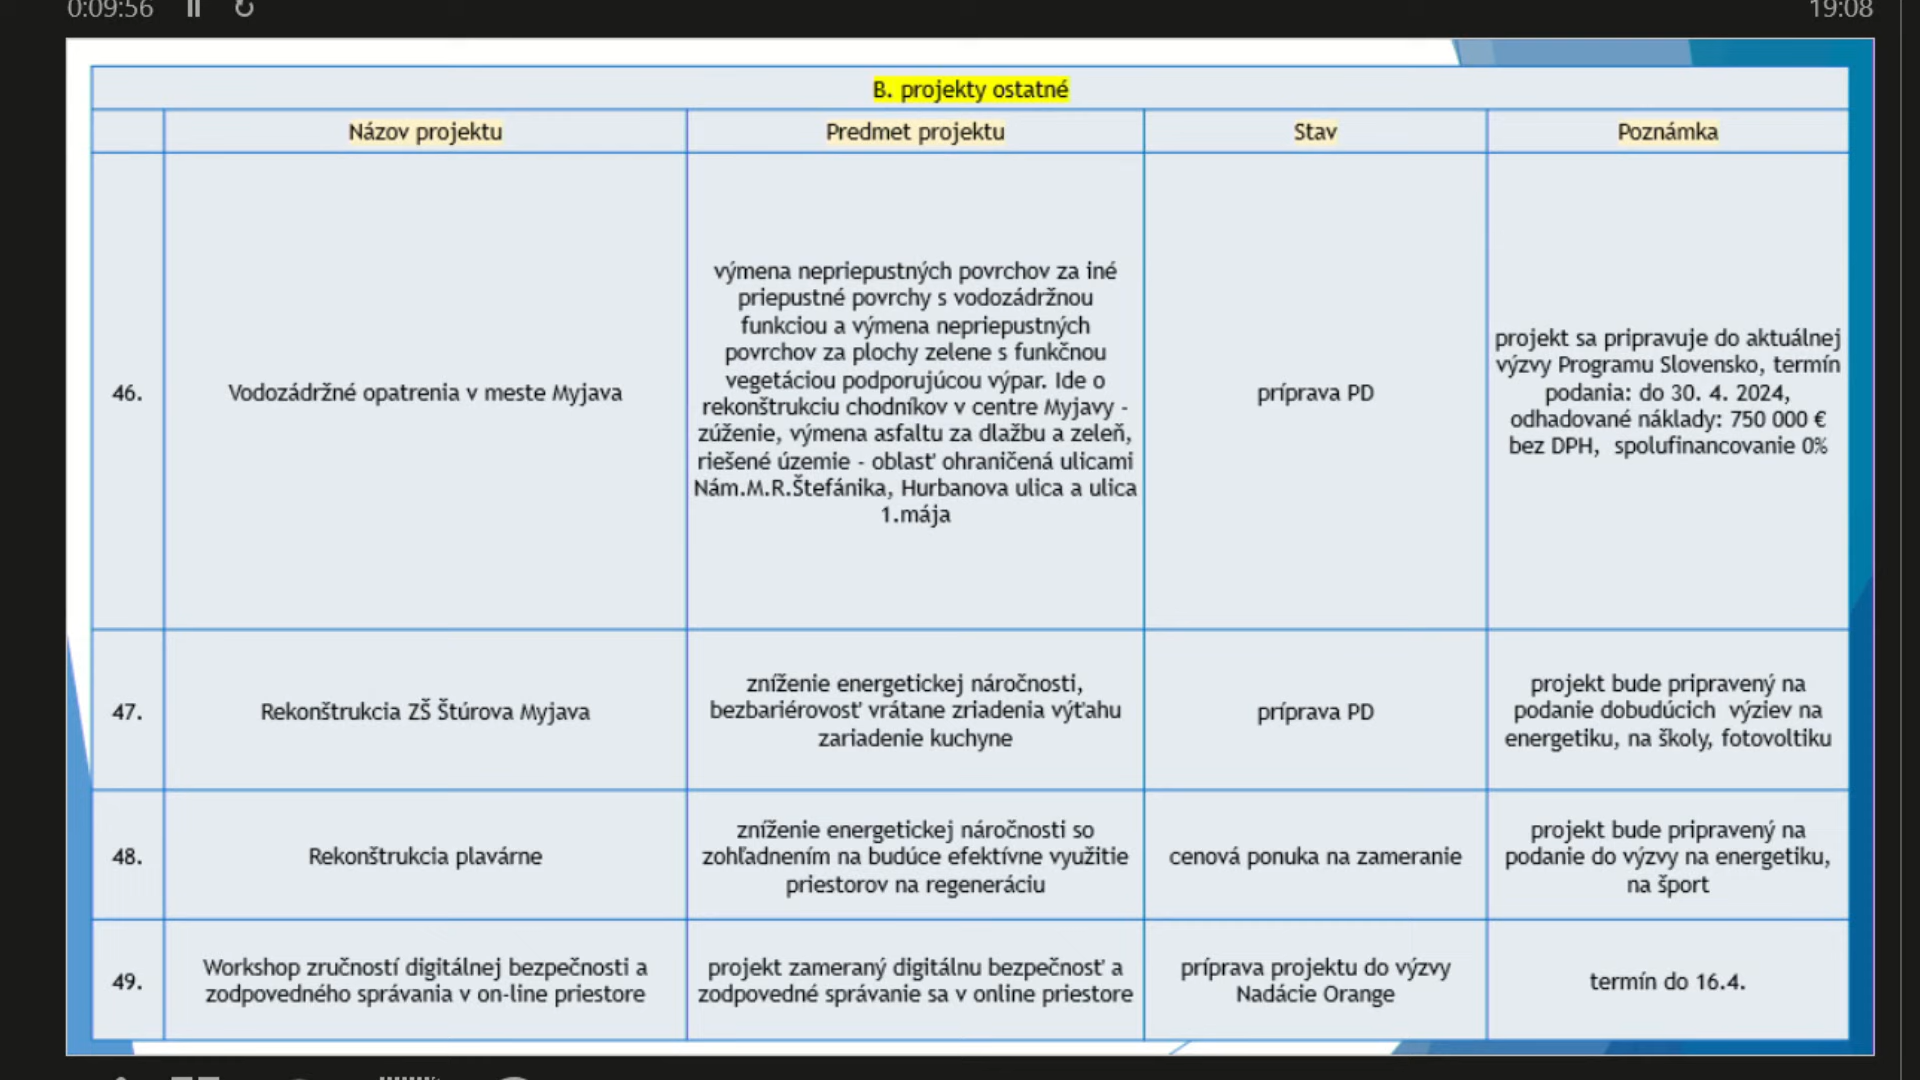 0:09:56
19:08
B. projekty ostatné
Názov projektu
Predmet projektu
Stav
Poznámka
46.
Vodozádržné opatrenia v meste Myjava
výmena nepriepustných povrchov za iné
priepustné povrchy s vodozádržnou
funkciou a výmena nepriepustných
povrchov za plochy zelene s funkčnou
vegetáciou podporujúcou výpar. Ide o
rekonštrukciu chodníkov v centre Myjavy -
zúženie, výmena asfaltu za dlažbu a zeleň,
riešené územie - oblasť ohraničená ulicami
Nám.M.R.Štefánika, Hurbanova ulica a ulica
1.mája
príprava PD
projekt sa pripravuje do aktuálnej
výzvy Programu Slovensko, termín
podania: do 30. 4. 2024,
odhadované náklady: 750 000 €
bez DPH, spolufinancovanie 0%
47.
Rekonštrukcia ZŠ Štúrova Myjava
zníženie energetickej náročnosti,
bezbariérovosť vrátane zriadenia výťahu
zariadenie kuchyne
príprava PD
projekt bude pripravený na
podanie dobudúcich výziev na
energetiku, na školy, fotovoltiku
48.
Rekonštrukcia plavárne
zníženie energetickej náročnosti so
zohľadnením na budúce efektívne využitie
priestorov na regeneráciu
cenová ponuka na zameranie
projekt bude pripravený na
podanie do výzvy na energetiku,
na šport
49.
Workshop zručností digitálnej bezpečnosti a
zodpovedného správania v on-line priestore
projekt zameraný digitálnu bezpečnosť a
zodpovedné správanie sa v online priestore
príprava projektu do výzvy
Nadácie Orange
termín do 16.4.